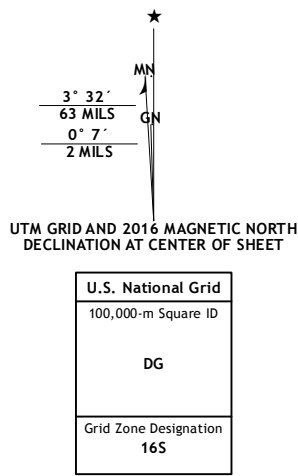 MN
3° 32´
63 MILS
GN
0° 7´
2 MILS
UTM GRID AND 2016 MAGNETIC NORTH
DECLINATION AT CENTER OF SHEET
U.S. National Grid
100,000-m Square ID
DG
Grid Zone Designation
16S